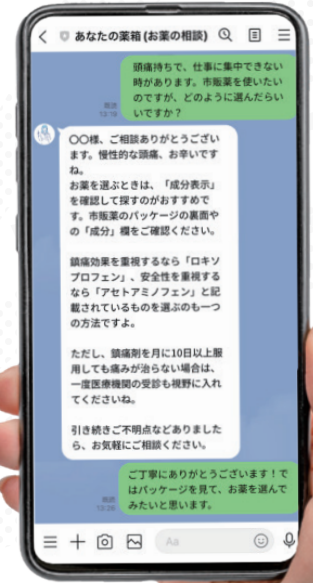 あなたの薬箱(お薬の相談)
頭痛持ちで、仕事に集中できない
時があります。市販薬を使いたい
のですが、どのように選んだらい
いですか？
既読
〇〇様、ご相談ありがとうござい
ます。慢性的な頭痛、お辛いです
ね。
お薬を選ぶときは、「成分表示」
を確認して探すのがおすすめで
す。市販薬のパッケージの裏面や
の「成分」欄をご確認ください。
鎮痛効果を重視するなら「ロキソ
プロフェン」、安全性を重視する
なら「アセトアミノフェン」と記
載されているものを選ぶのも一つ
の方法ですよ。
ただし、鎮痛剤を月に10日以上服
用しても痛みが治らない場合は、
一度医療機関の受診も視野に入れ
てくださいね。
引き続きご不明点などありました
ら、お気軽にご相談ください。
ご丁寧にありがとうございます！で
はパッケージを見て、お薬を選んで
みたいと思います。
既読
Aa